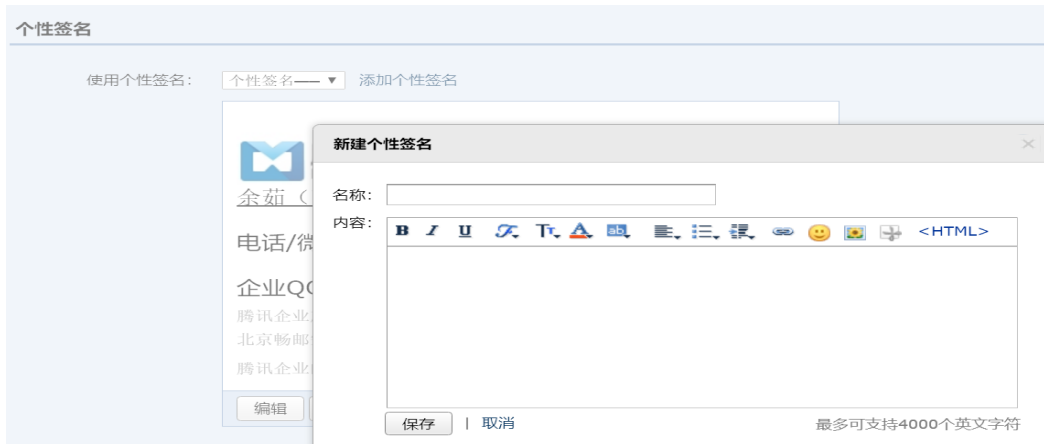 个性签名
使用个性签名： 个性签名—— ▼ 添加个性签名
新建个性签名
余茹（
名称：
内容：
B I U <HTML>
电话/微
企业QQ
腾讯企业
北京畅邮
腾讯企业
编辑
保存 | 取消 最多可支持4000个英文字符